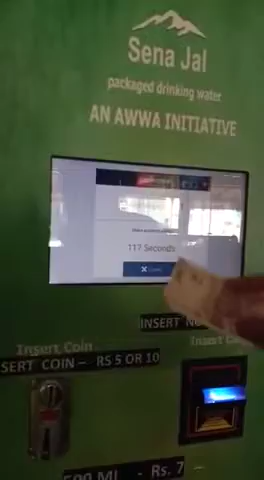 Sena Jal
packaged drinking water
AN AWWA INITIATIVE
117 Seconds
INSERT
Insert Coin
Insert
SERT COIN – RS 5 OR 10
500 ML – Rs. 7